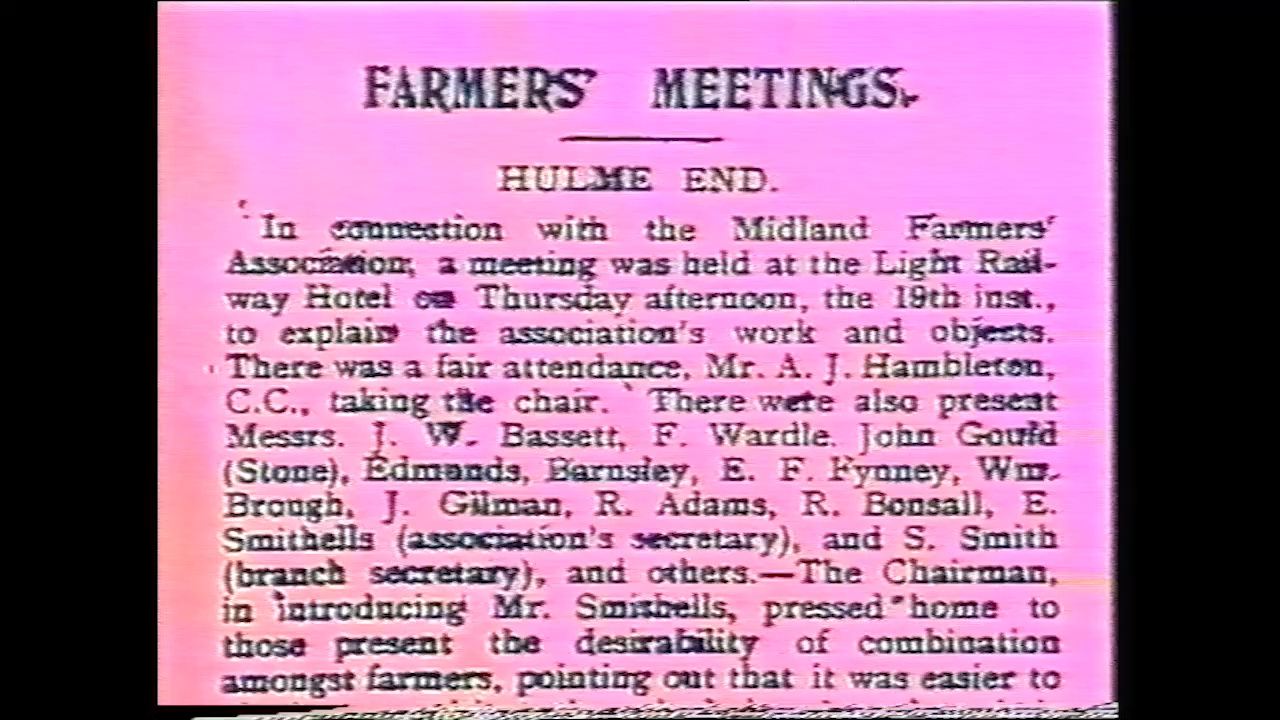 FARMERS' MEETINGS.
HULME END.
In connection with the Midland Farmers'
Association, a meeting was held at the Light Rail-
way Hotel on Thursday afternoon, the 19th inst.,
to explain the association's work and objects.
There was a fair attendance, Mr. A. J. Hambleton,
C.C., taking the chair. There were also present
Messrs. J. W. Bassett, F. Wardle, John Gould
(Stone), Edmunds, Barnsley, E. F. Fynney, Wm.
Brough, J. Gilman, R. Adams, R. Bonsall, E.
Smithells (association's secretary), and S. Smith
(branch secretary), and others.—The Chairman,
in introducing Mr. Smithells, pressed home to
those present the desirability of combination
amongst farmers, pointing out that it was easier to